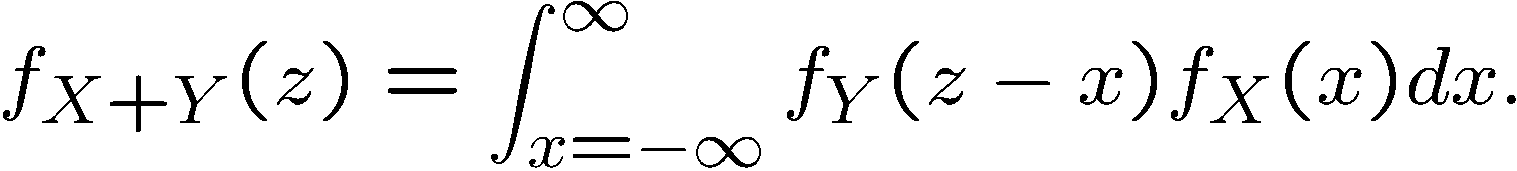 $f_{X+Y}(z) = \int_{x=-\infty}^{\infty} f_Y(z-x) f_X(x) dx.$